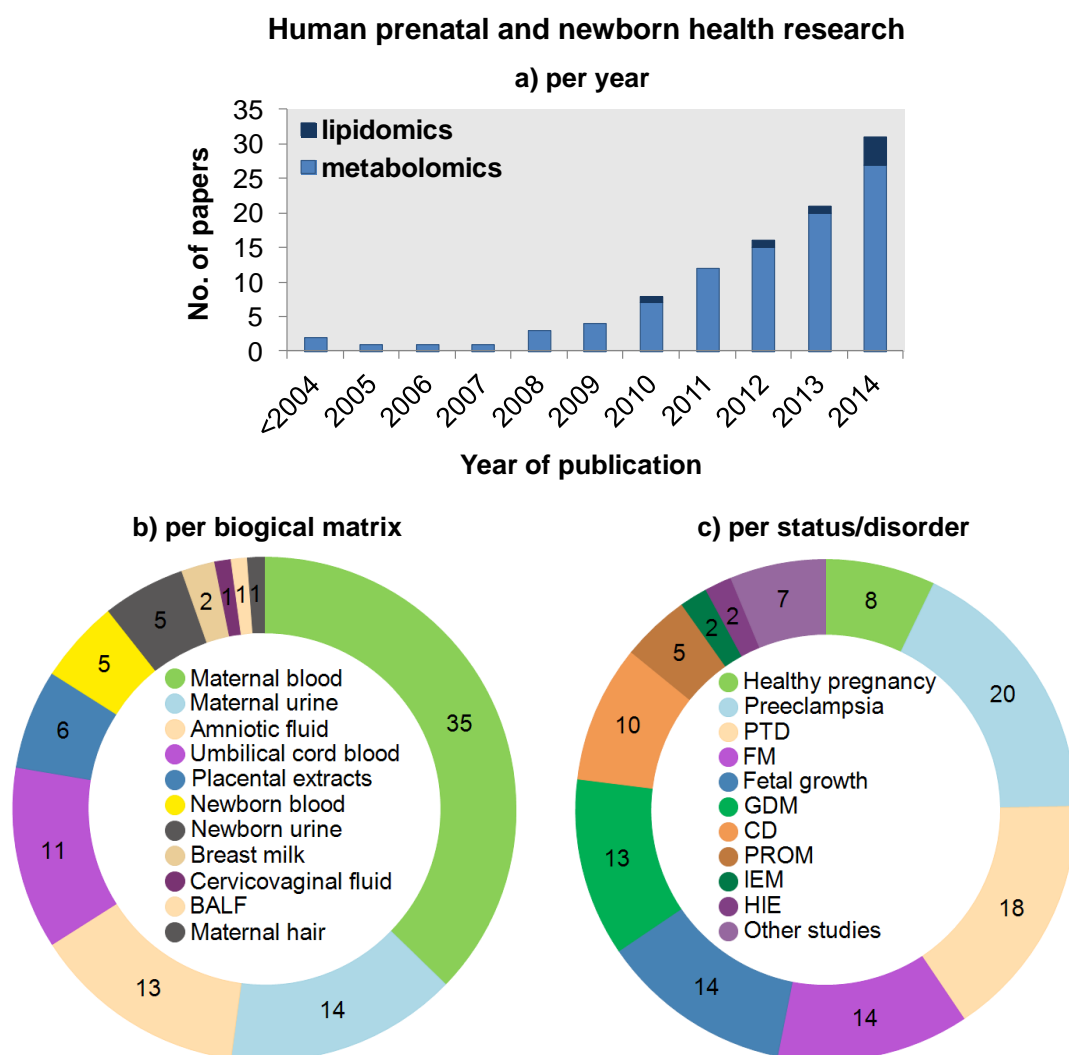 Human prenatal and newborn health research
a) per year
35
30
25
20
15
10
5
0
No. of papers
lipidomics
metabolomics
<2004
2005
2006
2007
2008
2009
2010
2011
2012
2013
2014
Year of publication
b) per biogical matrix
35
14
13
11
6
5
5
2
1
1
1
Maternal blood
Maternal urine
Amniotic fluid
Umbilical cord blood
Placental extracts
Newborn blood
Newborn urine
Breast milk
Cervicovaginal fluid
BALF
Maternal hair
c) per status/disorder
8
20
18
14
14
13
10
5
2
2
7
Healthy pregnancy
Preeclampsia
PTD
FM
Fetal growth
GDM
CD
PROM
IEM
HIE
Other studies